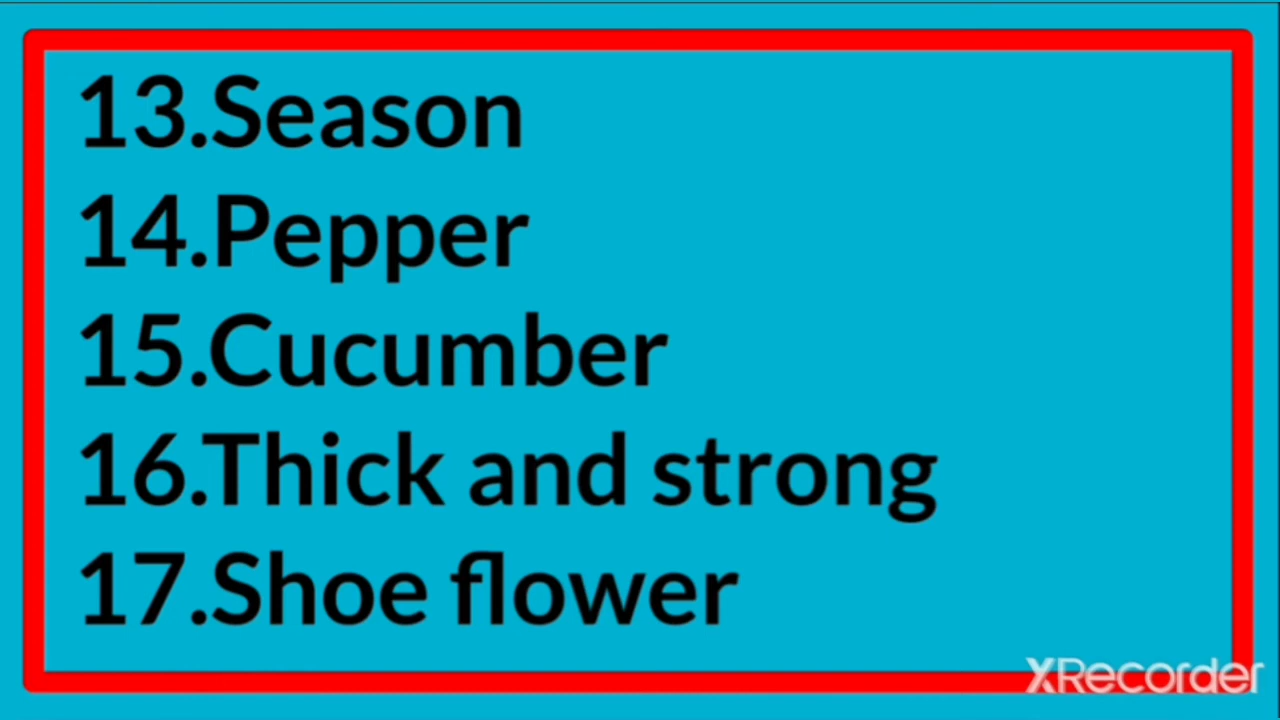 13.Season
14.Pepper
15.Cucumber
16.Thick and strong
17.Shoe flower
XRecorder